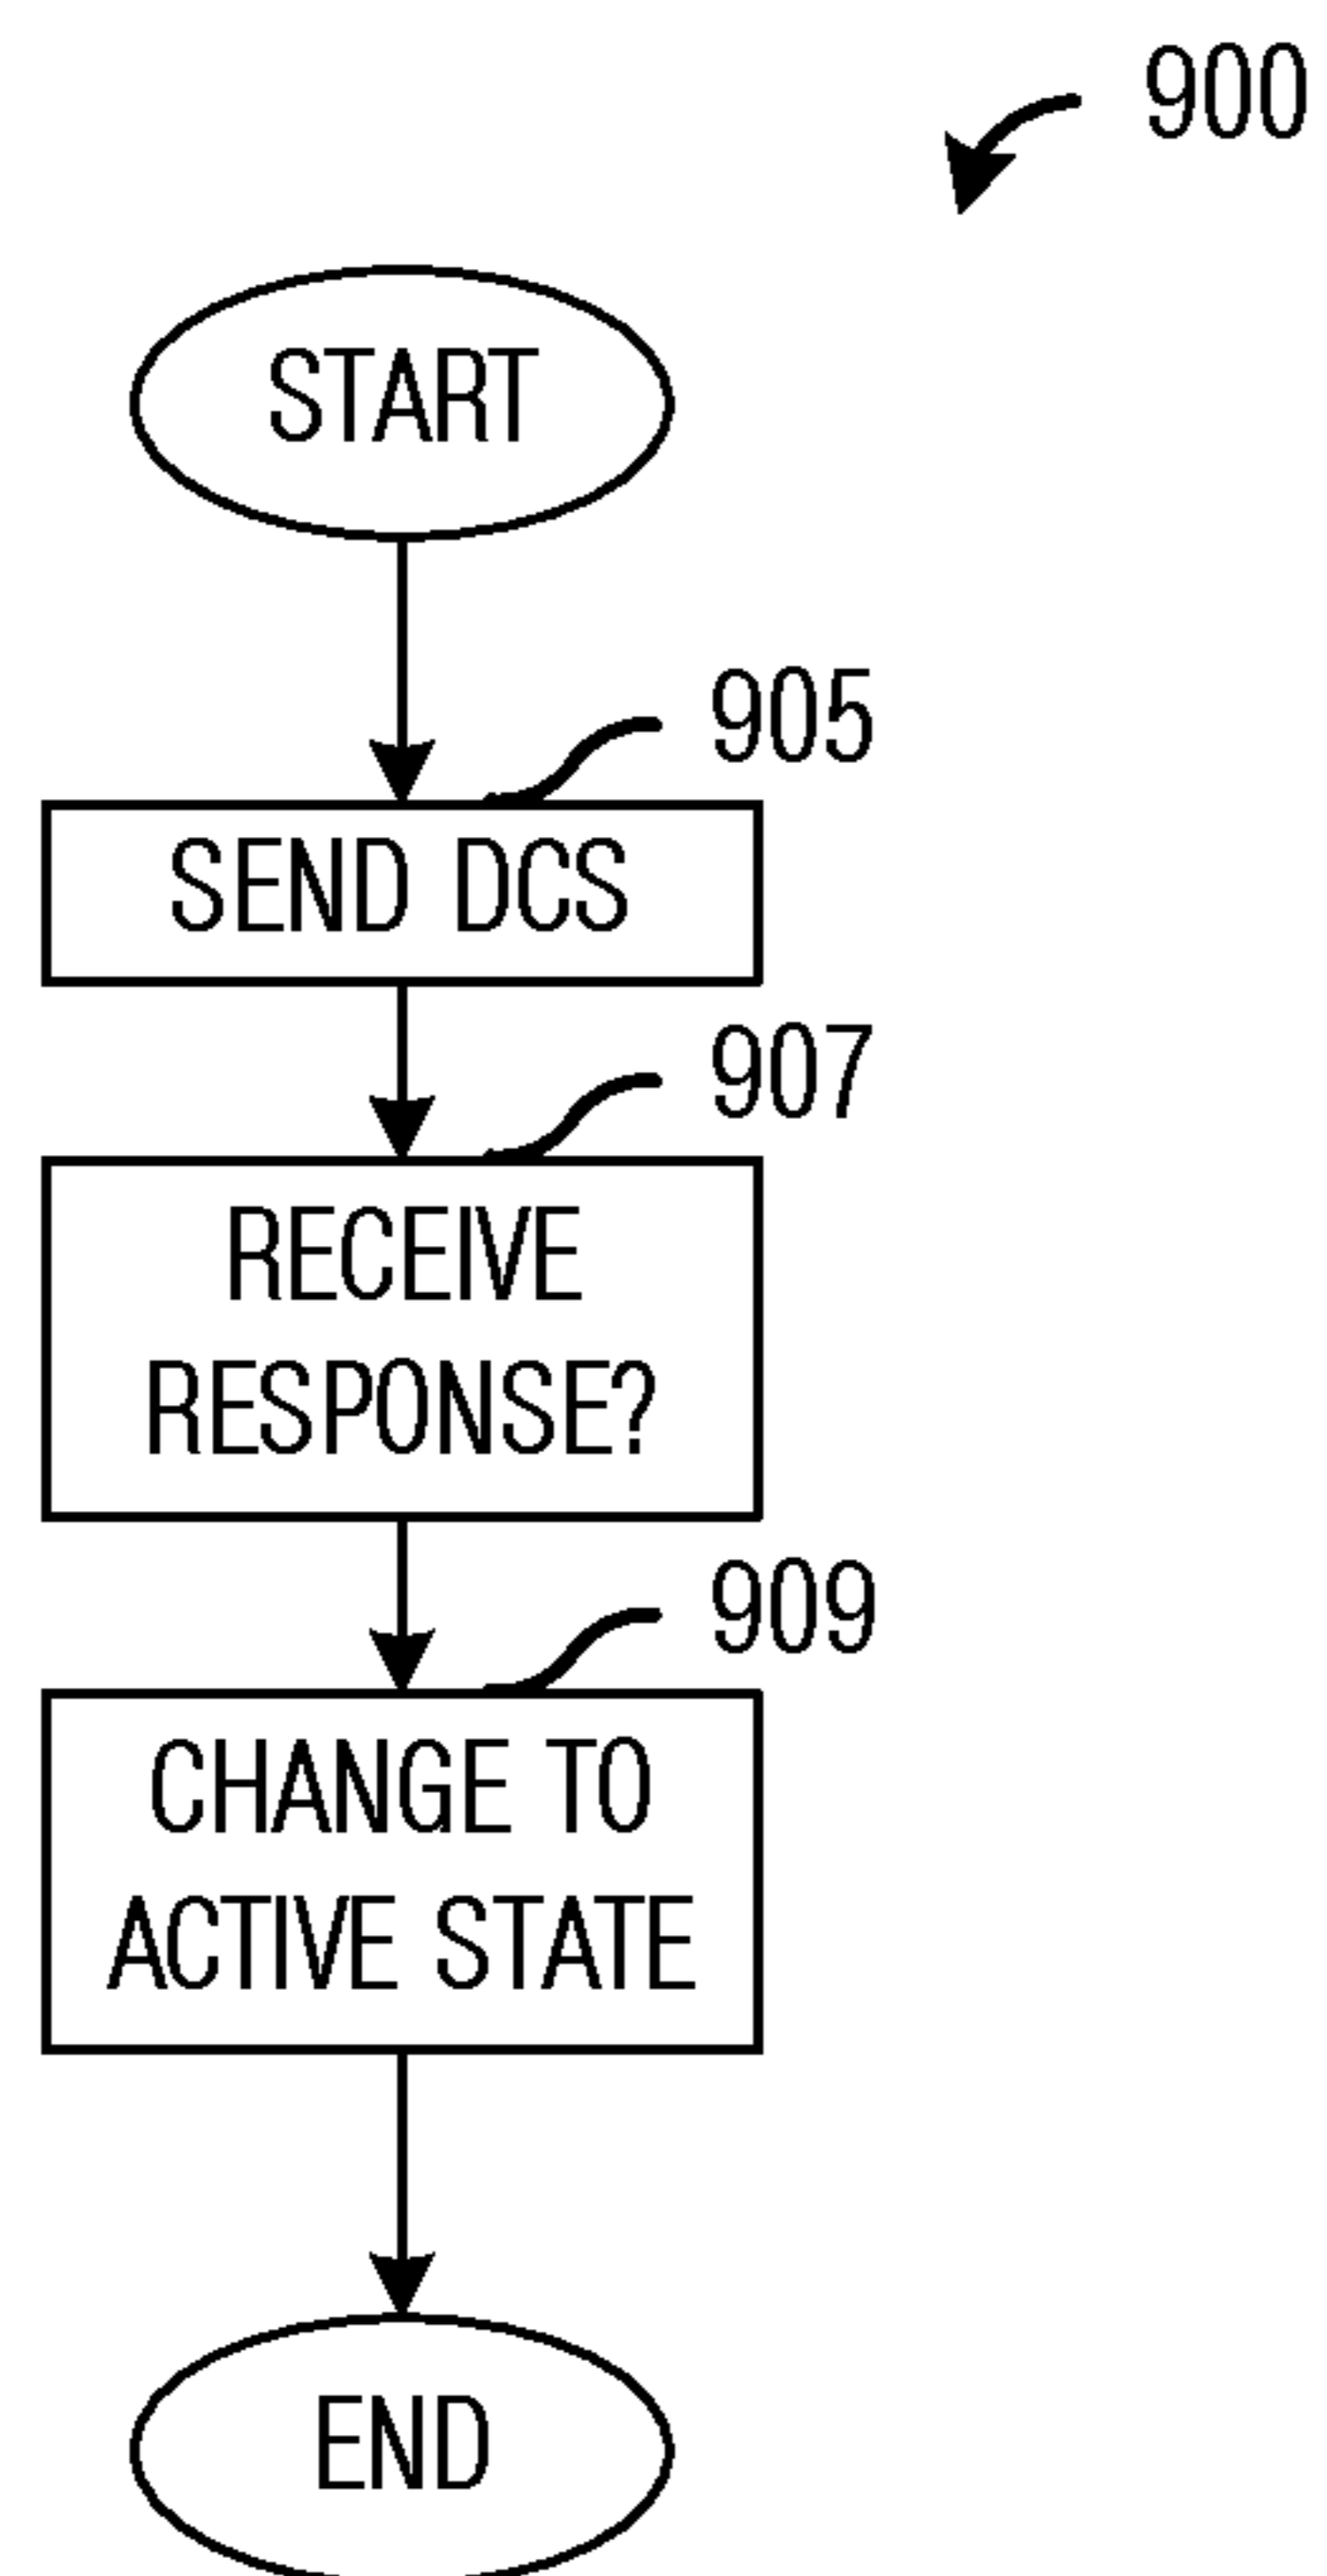 900
START
905
SEND DCS
907
RECEIVE
RESPONSE?
909
CHANGE TO
ACTIVE STATE
END